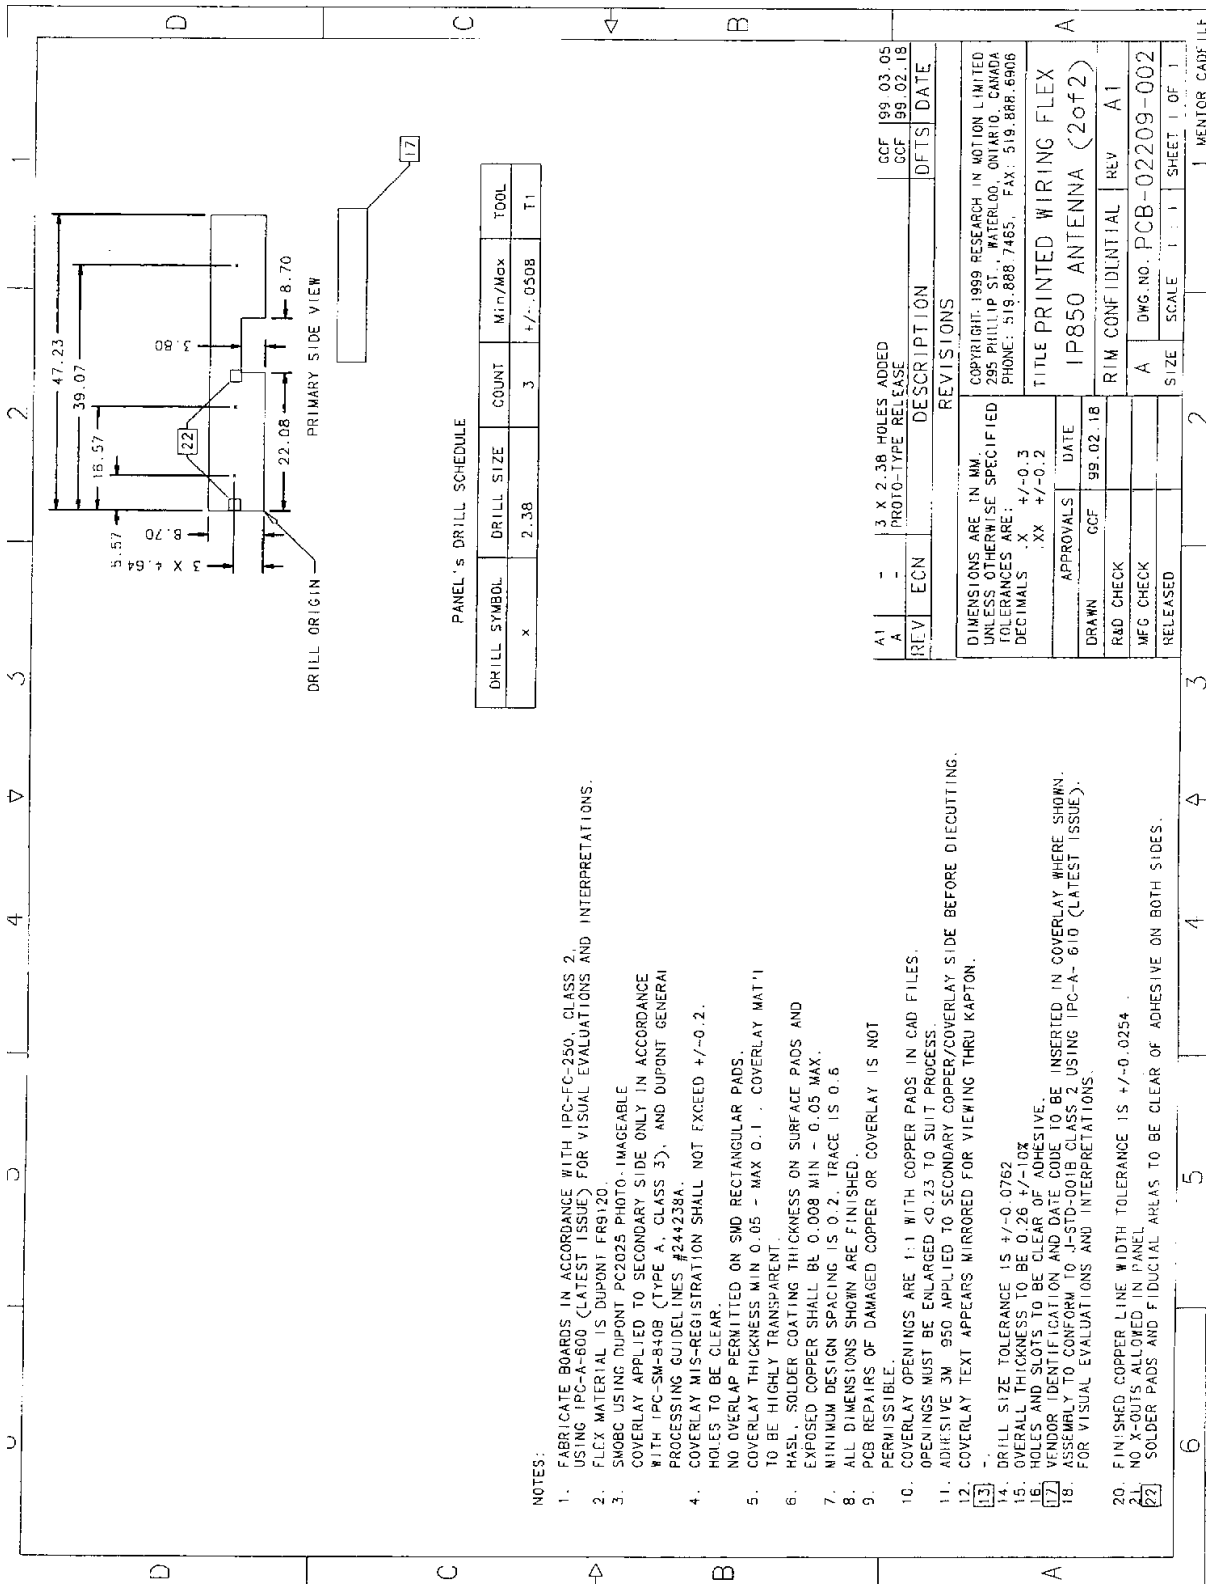 6
5
4
3
2
1
D
C
B
A
47.23
39.07
16.57
5.57
8.70
3 X 4.64
22
3.80
22.08
8.70
DRILL ORIGIN
PRIMARY SIDE VIEW
17
PANEL's DRILL SCHEDULE
DRILL SYMBOL DRILL SIZE COUNT Min/Max TOOL
x 2.38 3 +/-.0508 T1
NOTES:
1. FABRICATE BOARDS IN ACCORDANCE WITH IPC-FC-250, CLASS 2,
USING IPC-A-600 (LATEST ISSUE) FOR VISUAL EVALUATIONS AND INTERPRETATIONS.
2. FLEX MATERIAL IS DUPONT FR9120.
3. SMOBC USING DUPONT PC2025 PHOTO-IMAGEABLE
COVERLAY APPLIED TO SECONDARY SIDE ONLY IN ACCORDANCE
WITH IPC-SM-840B (TYPE A, CLASS 3), AND DUPONT GENERAL
PROCESSING GUIDELINES #244238A.
4. COVERLAY MIS-REGISTRATION SHALL NOT EXCEED +/-0.2.
HOLES TO BE CLEAR.
NO OVERLAP PERMITTED ON SMD RECTANGULAR PADS.
5. COVERLAY THICKNESS MIN 0.05 - MAX 0.1 . COVERLAY MAT'l
TO BE HIGHLY TRANSPARENT.
6. HASL, SOLDER COATING THICKNESS ON SURFACE PADS AND
EXPOSED COPPER SHALL BE 0.008 MIN - 0.05 MAX.
7. MINIMUM DESIGN SPACING IS 0.2, TRACE IS 0.6
8. ALL DIMENSIONS SHOWN ARE FINISHED.
9. PCB REPAIRS OF DAMAGED COPPER OR COVERLAY IS NOT
PERMISSIBLE.
10. COVERLAY OPENINGS ARE 1:1 WITH COPPER PADS IN CAD FILES.
OPENINGS MUST BE ENLARGED <0.23 TO SUIT PROCESS.
11. ADHESIVE 3M 950 APPLIED TO SECONDARY COPPER/COVERLAY SIDE BEFORE DIECUTTING.
12. COVERLAY TEXT APPEARS MIRRORED FOR VIEWING THRU KAPTON.
13 -.
14. DRILL SIZE TOLERANCE IS +/-0.0762
15. OVERALL THICKNESS TO BE 0.26 +/-10%
16. HOLES AND SLOTS TO BE CLEAR OF ADHESIVE.
17 VENDOR IDENTIFICATION AND DATE CODE TO BE INSERTED IN COVERLAY WHERE SHOWN.
18. ASSEMBLY TO CONFORM TO J-STD-001B CLASS 2 USING IPC-A- 610 (LATEST ISSUE).
FOR VISUAL EVALUATIONS AND INTERPRETATIONS.
20. FINISHED COPPER LINE WIDTH TOLERANCE IS +/-0.0254 .
21. NO X-OUTS ALLOWED IN PANEL
22 SOLDER PADS AND FIDUCIAL AREAS TO BE CLEAR OF ADHESIVE ON BOTH SIDES.
A1 - 3 X 2.38 HOLES ADDED GCF 99.03.05
A - PROTO-TYPE RELEASE GCF 99.02.18
REV ECN DESCRIPTION DFTS DATE
REVISIONS
DIMENSIONS ARE IN MM.
UNLESS OTHERWISE SPECIFIED
TOLERANCES ARE:
DECIMALS .X +/-0.3
.XX +/-0.2
APPROVALS DATE
DRAWN GCF 99.02.18
R&D CHECK
MFG CHECK
RELEASED
COPYRIGHT 1999 RESEARCH IN MOTION LIMITED
295 PHILLIP ST., WATERLOO, ONTARIO, CANADA
PHONE: 519.888.7465, FAX: 519.888.6906
TITLE PRINTED WIRING FLEX
IP850 ANTENNA (2of2)
RIM CONFIDENTIAL REV A1
A DWG.NO. PCB-02209-002
SIZE SCALE 1 : 1 SHEET 1 OF 1
6
5
4
3
2
1
D
C
B
A
MENTOR CADFILE